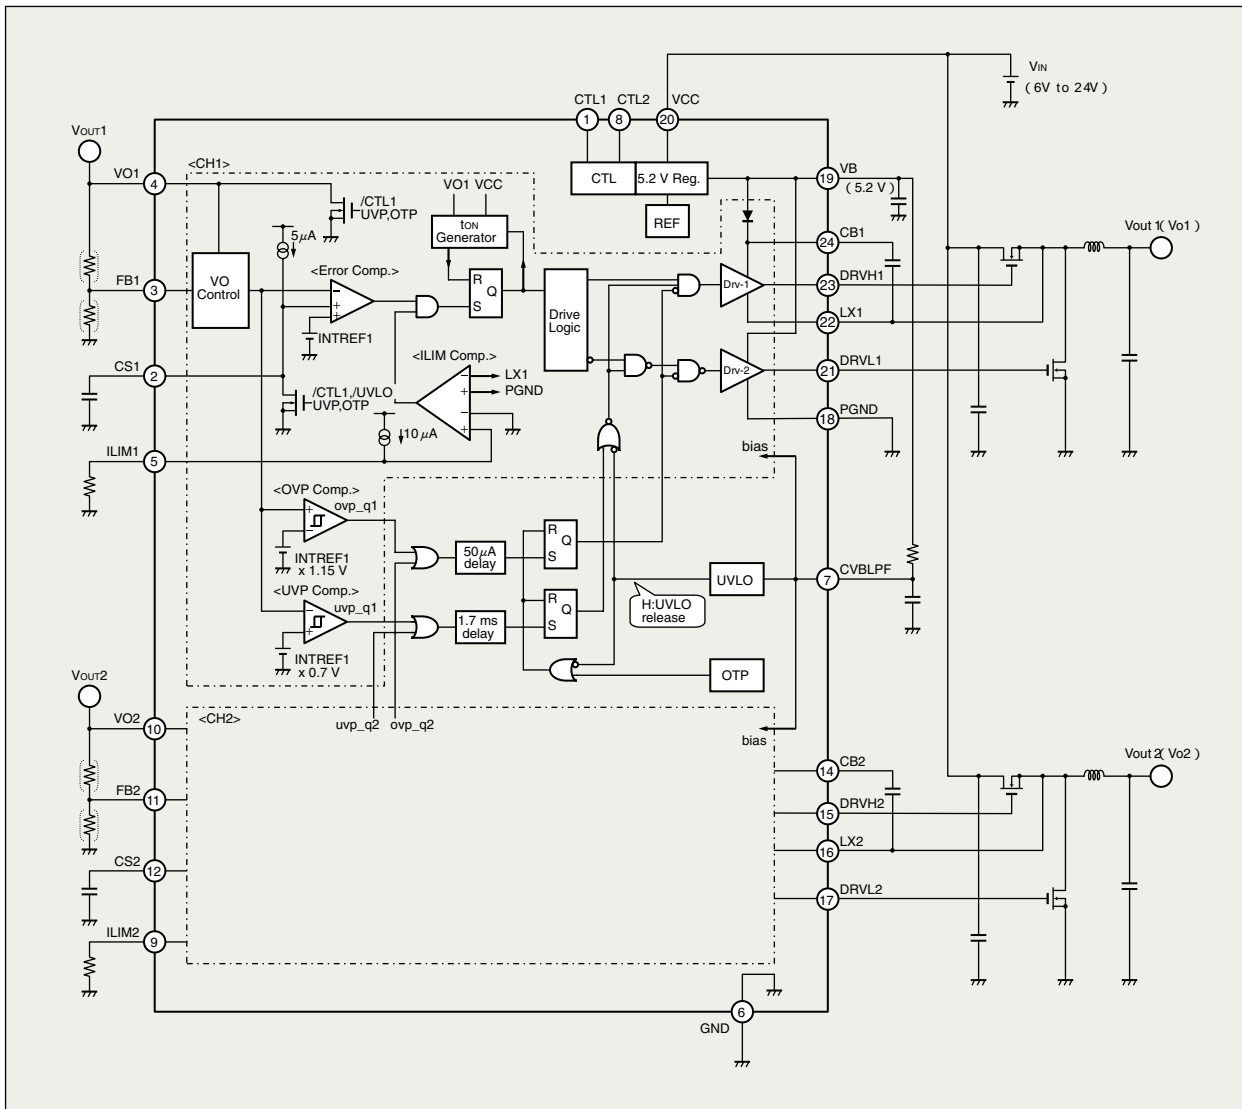 VIN
( 6V to 24V )
CTL1 CTL2 VCC
1 8 20
VOUT1
<CH1>
VO1
4
/CTL1
UVP,OTP
VO1 VCC
CTL
5.2 V Reg.
REF
VB
19
( 5.2 V )
5 μA
tON
Generator
CB1
24
Vout 1( Vo1 )
FB1
3
VO
Control
<Error Comp.>
INTREF1
R
S
Q
Drive
Logic
Drv-1
DRVH1
23
LX1
22
CS1
2
<ILIM Comp.>
LX1
PGND
Drv-2
DRVL1
21
/CTL1,/UVLO
UVP,OTP
10 μA
PGND
18
ILIM1
5
bias
<OVP Comp.>
ovp_q1
INTREF1
x 1.15 V
50 μA
delay
R
S
Q
<UVP Comp.>
uvp_q1
INTREF1
x 0.7 V
1.7 ms
delay
R
S
Q
UVLO
H:UVLO
release
CVBLPF
7
OTP
VOUT2
<CH2>
uvp_q2 ovp_q2
bias
VO2
10
CB2
14
Vout 2( Vo2 )
FB2
11
DRVH2
15
LX2
16
CS2
12
DRVL2
17
ILIM2
9
GND
6